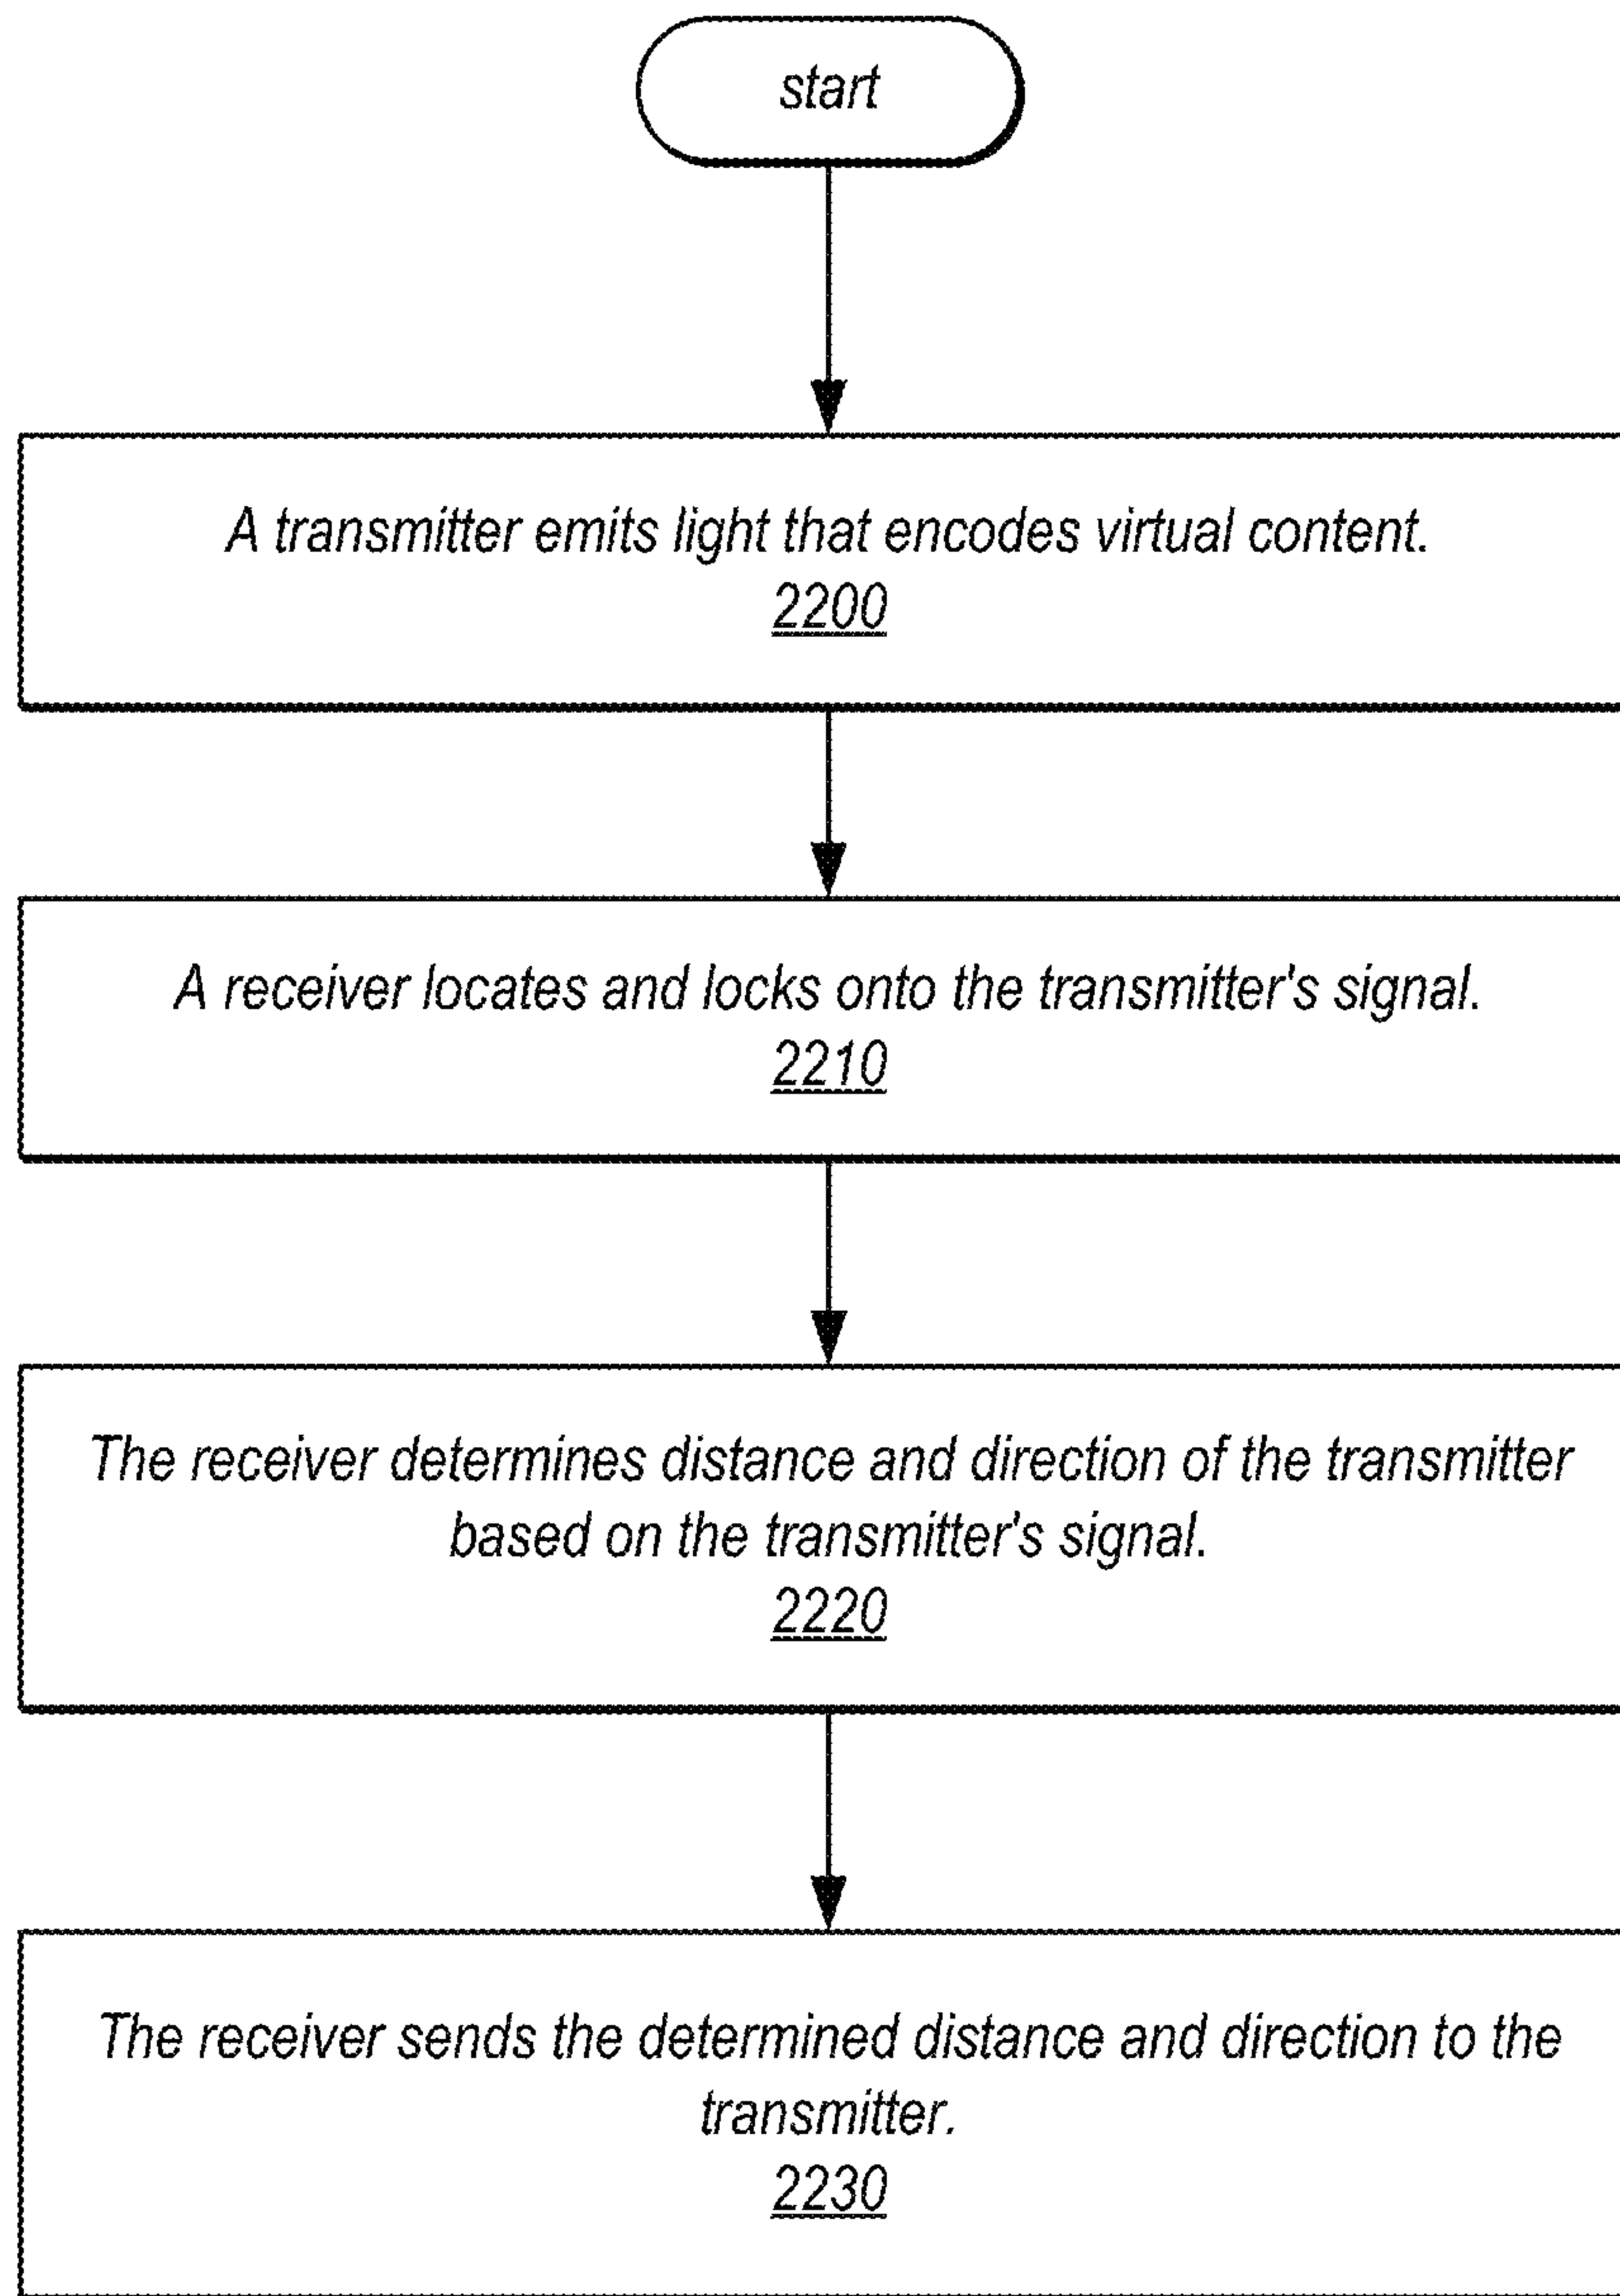 start
A transmitter emits light that encodes virtual content.
2200
A receiver locates and locks onto the transmitter's signal.
2210
The receiver determines distance and direction of the transmitter
based on the transmitter's signal.
2220
The receiver sends the determined distance and direction to the
transmitter.
2230